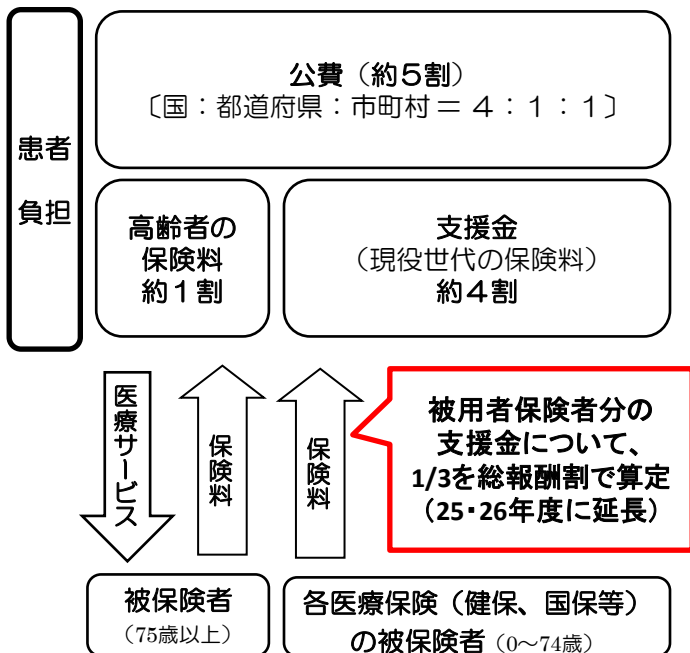 患者
負担
公費（約５割）
〔国：都道府県：市町村＝４：１：１〕
高齢者の
保険料
約１割
支援金
（現役世代の保険料）
約４割
医療サービス
保険料
保険料
被用者保険者分の
支援金について、
1/3を総報酬割で算定
（25・26年度に延長）
被保険者
（75歳以上）
各医療保険（健保、国保等）
の被保険者（0～74歳）